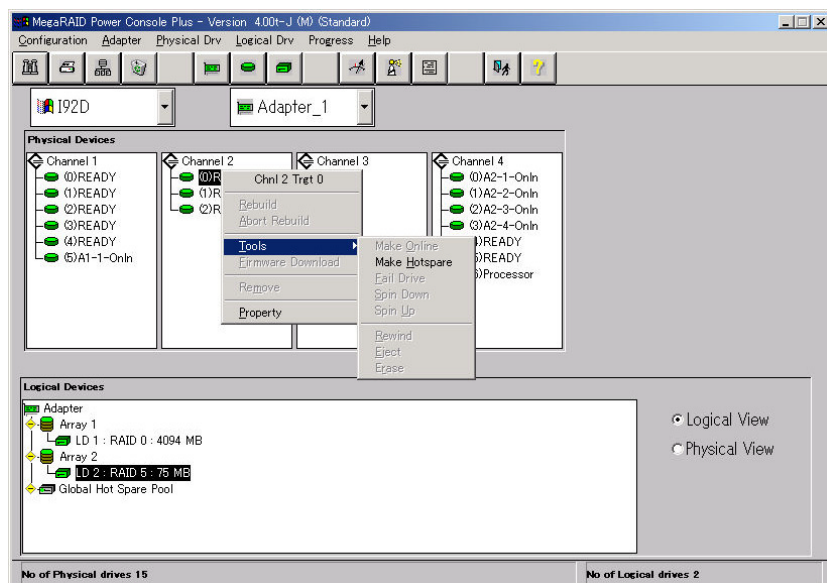 MegaRAID Power Console Plus - Version 4.00t-J (M) (Standard)
Configuration Adapter Physical Drv Logical Drv Progress Help
I92D Adapter_1
Physical Devices
Channel 1
(0)READY
(1)READY
(2)READY
(3)READY
(4)READY
(5)A1-1-Onln
Channel 2
(0)R
(1)R
(2)R
Chnl 2 Trgt 0
Rebuild
Abort Rebuild
Tools
Firmware Download
Remove
Property
Make Online
Make Hotspare
Fail Drive
Spin Down
Spin Up
Rewind
Eject
Erase
Channel 3
Channel 4
(0)A2-1-Onln
(1)A2-2-Onln
(2)A2-3-Onln
(3)A2-4-Onln
)READY
)READY
)Processor
Logical Devices
Adapter
Array 1
LD 1 : RAID 0 : 4094 MB
Array 2
LD 2 : RAID 5 : 75 MB
Global Hot Spare Pool
Logical View
Physical View
No of Physical drives 15
No of Logical drives 2